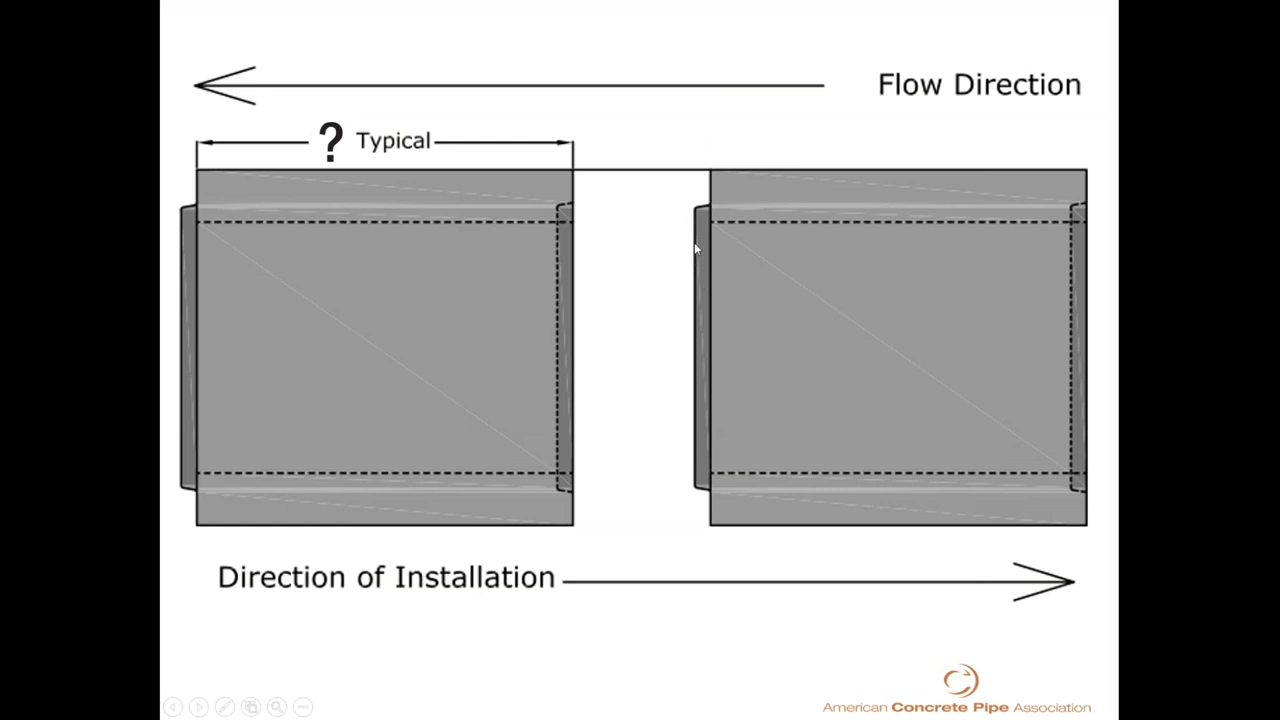 Flow Direction
? Typical
Direction of Installation
American Concrete Pipe Association